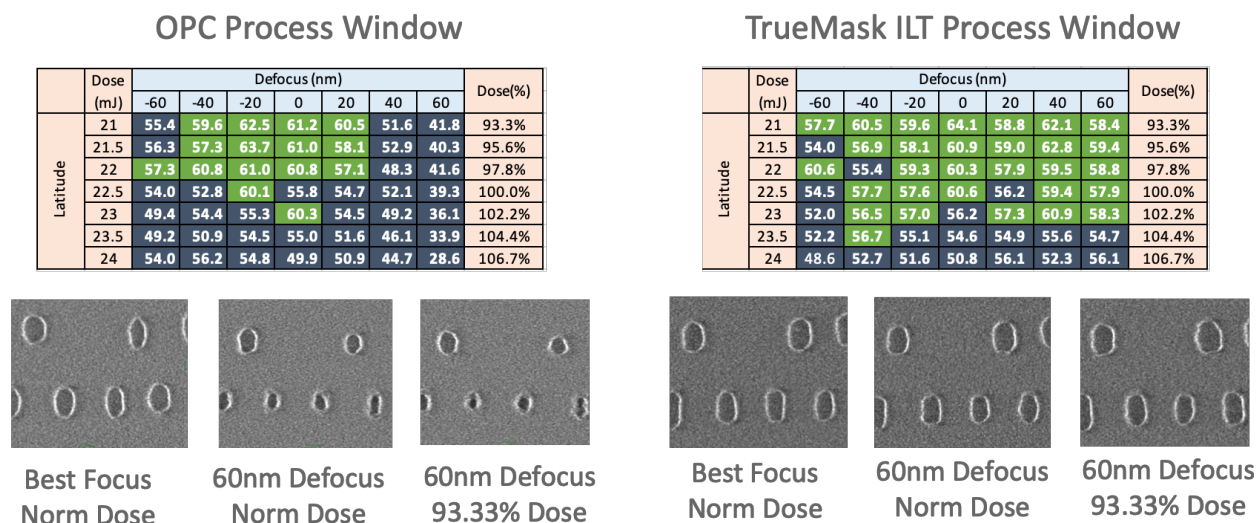 OPC Process Window
Dose (mJ) Defocus (nm) Dose(%)
-60 -40 -20 0 20 40 60
Latitude
21 55.4 59.6 62.5 61.2 60.5 51.6 41.8 93.3%
21.5 56.3 57.3 63.7 61.0 58.1 52.9 40.3 95.6%
22 57.3 60.8 61.0 60.8 57.1 48.3 41.6 97.8%
22.5 54.0 52.8 60.1 55.8 54.7 52.1 39.3 100.0%
23 49.4 54.4 55.3 60.3 54.5 49.2 36.1 102.2%
23.5 49.2 50.9 54.5 55.0 51.6 46.1 33.9 104.4%
24 54.0 56.2 54.8 49.9 50.9 44.7 28.6 106.7%
Best Focus
Norm Dose
60nm Defocus
Norm Dose
60nm Defocus
93.33% Dose
TrueMask ILT Process Window
Dose (mJ) Defocus (nm) Dose(%)
-60 -40 -20 0 20 40 60
Latitude
21 57.7 60.5 59.6 64.1 58.8 62.1 58.4 93.3%
21.5 54.0 56.9 58.1 60.9 59.0 62.8 59.4 95.6%
22 60.6 55.4 59.3 60.3 57.9 59.5 58.8 97.8%
22.5 54.5 57.7 57.6 60.6 56.2 59.4 57.9 100.0%
23 52.0 56.5 57.0 56.2 57.3 60.9 58.3 102.2%
23.5 52.2 56.7 55.1 54.6 54.9 55.6 54.7 104.4%
24 48.6 52.7 51.6 50.8 56.1 52.3 56.1 106.7%
Best Focus
Norm Dose
60nm Defocus
Norm Dose
60nm Defocus
93.33% Dose